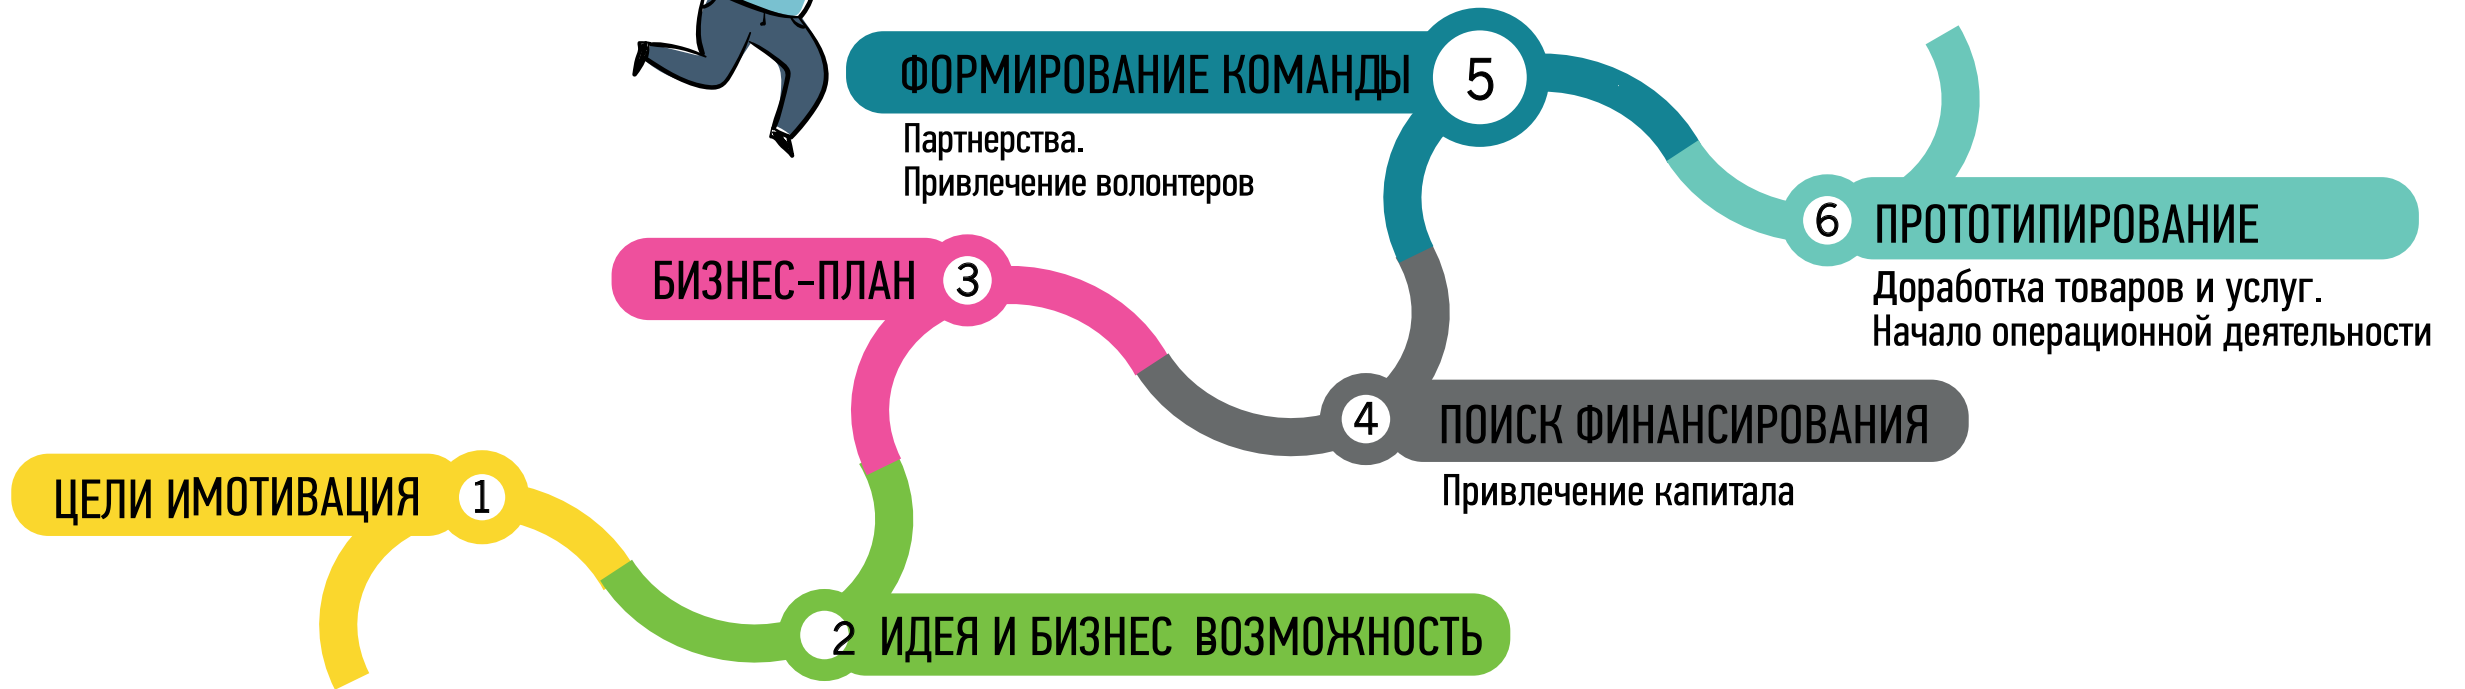 ФОРМИРОВАНИЕ КОМАНДЫ 5
Партнерства.
Привлечение волонтеров
6 ПРОТОТИПИРОВАНИЕ
Доработка товаров и услуг.
Начало операционной деятельности
БИЗНЕС-ПЛАН 3
4 ПОИСК ФИНАНСИРОВАНИЯ
Привлечение капитала
ЦЕЛИ ИМОТИВАЦИЯ 1
2 ИДЕЯ И БИЗНЕС ВОЗМОЖНОСТЬ